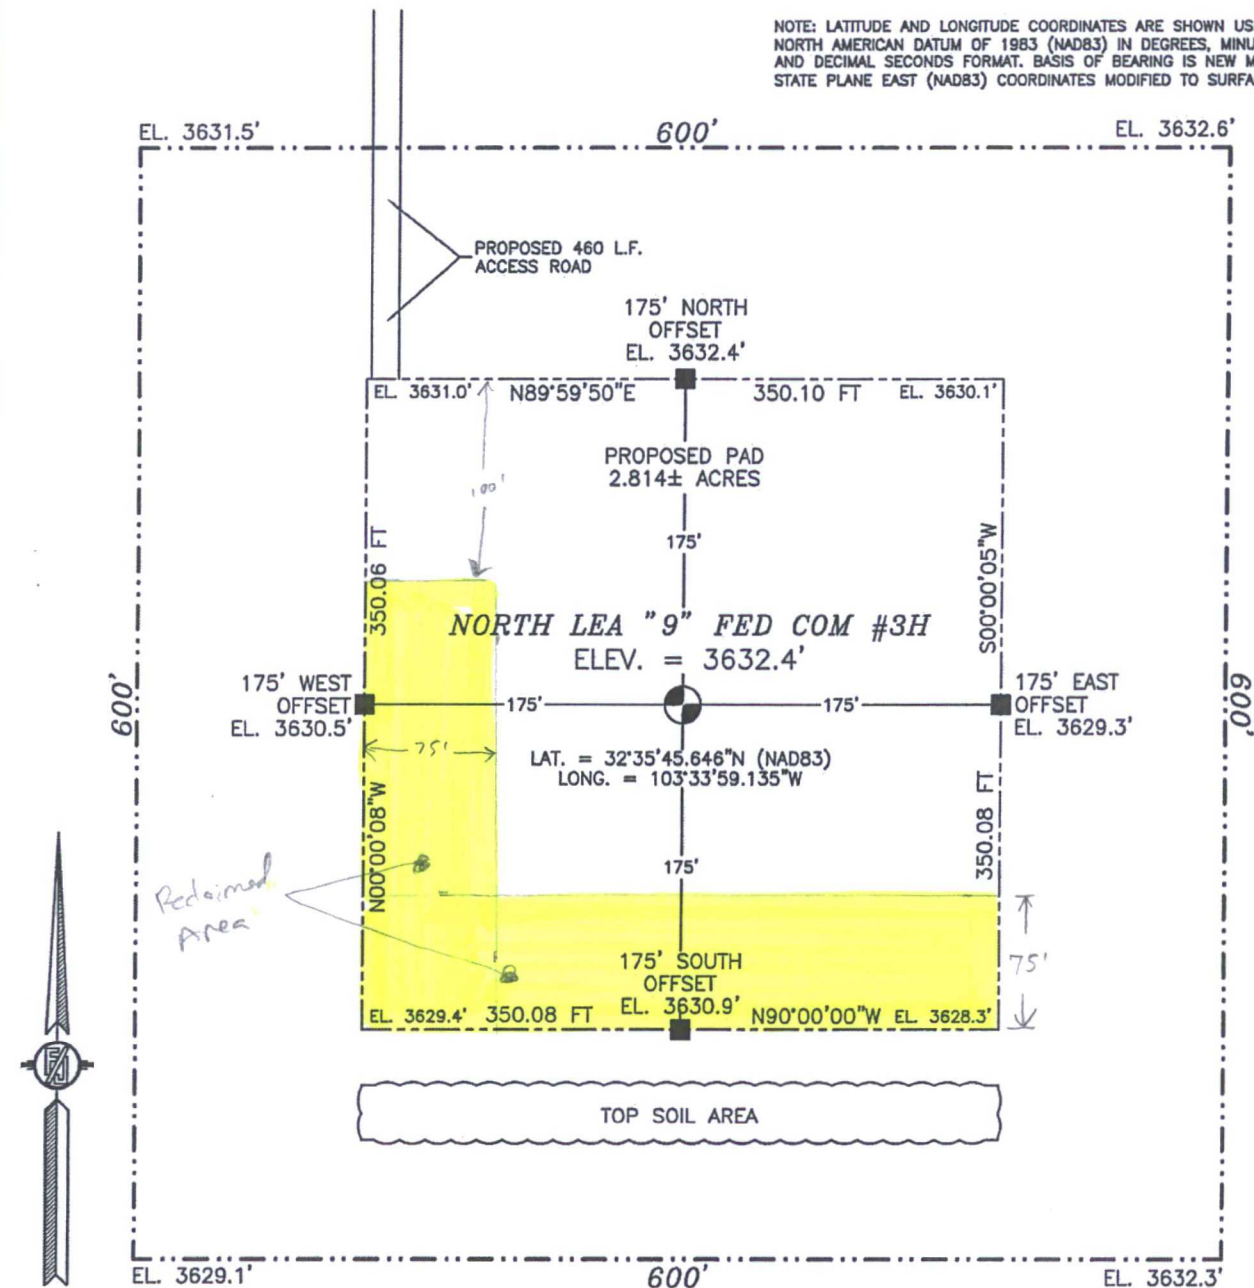 NOTE: LATITUDE AND LONGITUDE COORDINATES ARE SHOWN US
NORTH AMERICAN DATUM OF 1983 (NAD83) IN DEGREES, MINU
AND DECIMAL SECONDS FORMAT. BASIS OF BEARING IS NEW M
STATE PLANE EAST (NAD83) COORDINATES MODIFIED TO SURFA
EL. 3631.5'
600'
EL. 3632.6'
PROPOSED 460 L.F.
ACCESS ROAD
175' NORTH
OFFSET
EL. 3632.4'
EL. 3631.0'
N89°59'50"E
350.10 FT
EL. 3630.1'
PROPOSED PAD
2.814± ACRES
100'
175'
350.06 FT
S00°00'05"W
NORTH LEA "9" FED COM #3H
ELEV. = 3632.4'
600'
175' WEST
OFFSET
EL. 3630.5'
175'
175'
175' EAST
OFFSET
EL. 3629.3'
600'
75'
LAT. = 32°35'45.646"N (NAD83)
LONG. = 103°33'59.135"W
N00°00'08"W
350.08 FT
175'
Reclaimed
Area
175' SOUTH
OFFSET
EL. 3630.9'
75'
EL. 3629.4'
350.08 FT
N90°00'00"W
EL. 3628.3'
TOP SOIL AREA
EL. 3629.1'
600'
EL. 3632.3'